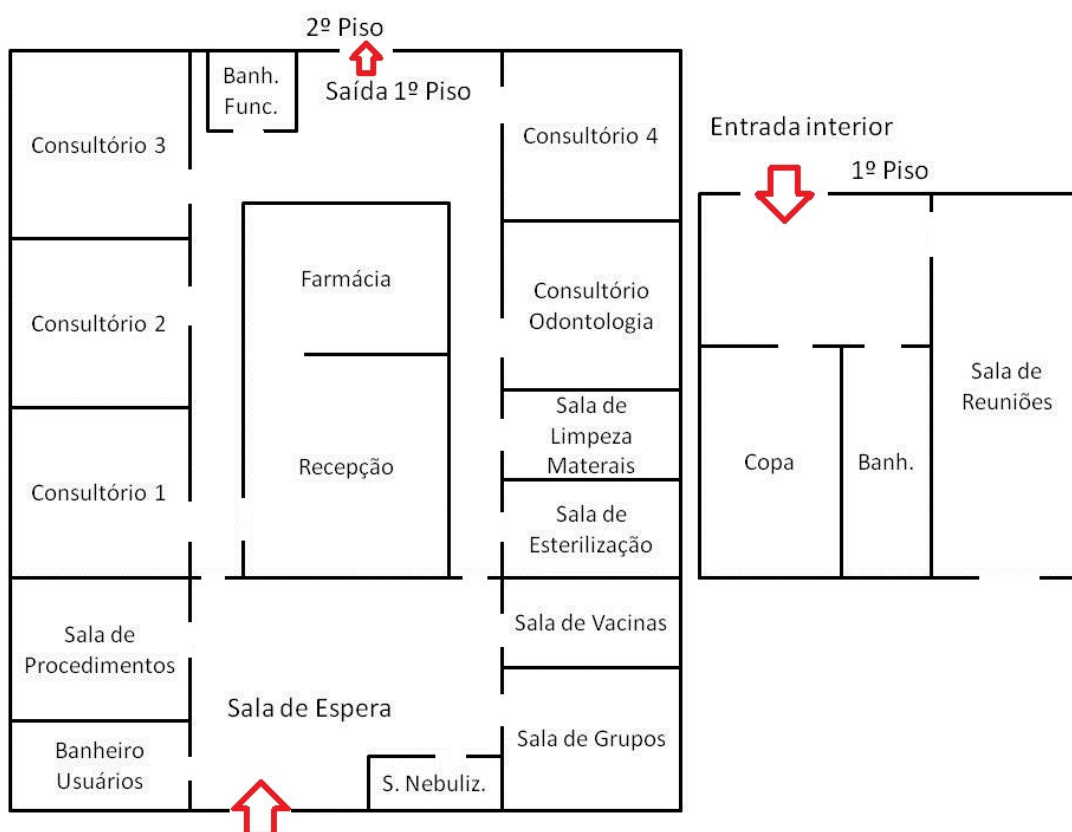 2º Piso
Saída 1º Piso
Banh.
Func.
Consultório 3
Consultório 4
Farmácia
Consultório 2
Consultório
Odontologia
Sala de
Limpeza
Materais
Recepção
Consultório 1
Sala de
Esterilização
Sala de
Procedimentos
Sala de Vacinas
Sala de Espera
Sala de Grupos
Banheiro
Usuários
S. Nebuliz.
Entrada interior
1º Piso
Sala de
Reuniões
Copa
Banh.